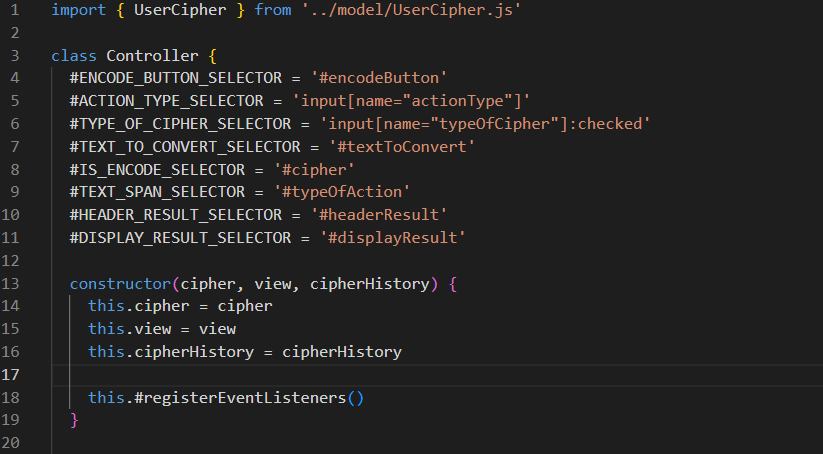 1 import { UserCipher } from '../model/UserCipher.js'
2
3 class Controller {
4 #ENCODE_BUTTON_SELECTOR = '#encodeButton'
5 #ACTION_TYPE_SELECTOR = 'input[name="actionType"]'
6 #TYPE_OF_CIPHER_SELECTOR = 'input[name="typeOfCipher"]:checked'
7 #TEXT_TO_CONVERT_SELECTOR = '#textToConvert'
8 #IS_ENCODE_SELECTOR = '#cipher'
9 #TEXT_SPAN_SELECTOR = '#typeOfAction'
10 #HEADER_RESULT_SELECTOR = '#headerResult'
11 #DISPLAY_RESULT_SELECTOR = '#displayResult'
12
13 constructor(cipher, view, cipherHistory) {
14 this.cipher = cipher
15 this.view = view
16 this.cipherHistory = cipherHistory
17
18 this.#registerEventListeners()
19 }
20